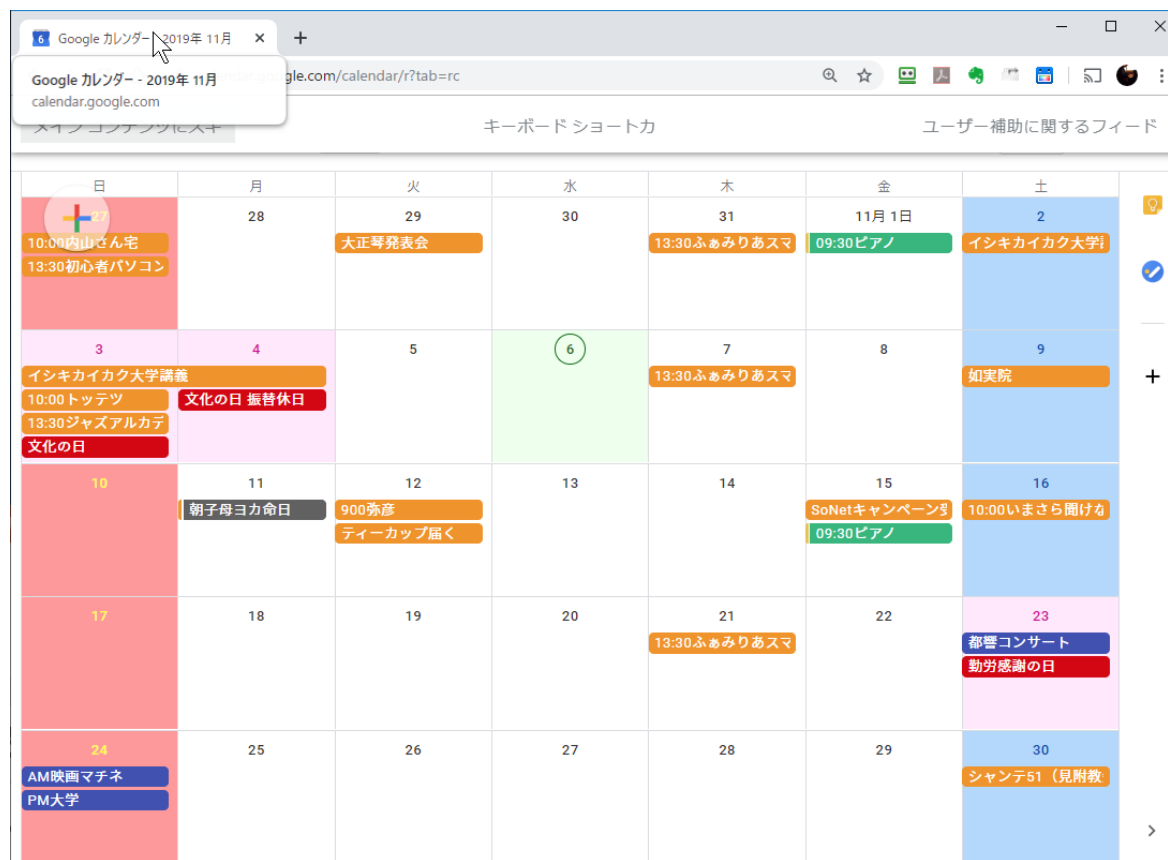 6 Google カレンダー - 2019年 11月
Google カレンダー - 2019年 11月
gle.com/calendar/r?tab=rc
calendar.google.com
メイン コンテンツにスキ キーボード ショートカ ユーザー補助に関するフィード
日 月 火 水 木 金 土
27 28 29 30 31 11月 1日 2
10:00内山さん宅 大正琴発表会 13:30ふぁみりあスマ 09:30ピアノ イシキカイカク大学
13:30初心者パソコン
3 4 5 6 7 8 9
イシキカイカク大学講義 13:30ふぁみりあスマ 如実院
10:00トッテツ 文化の日 振替休日
13:30ジャズアルカデ
文化の日
10 11 12 13 14 15 16
朝子母ヨカ命日 900弥彦 SoNetキャンペーン 10:00いまさら聞けな
ティーカップ届く 09:30ピアノ
17 18 19 20 21 22 23
13:30ふぁみりあスマ 都響コンサート
勤労感謝の日
24 25 26 27 28 29 30
AM映画マチネ シャンテ51（見附教
PM大学